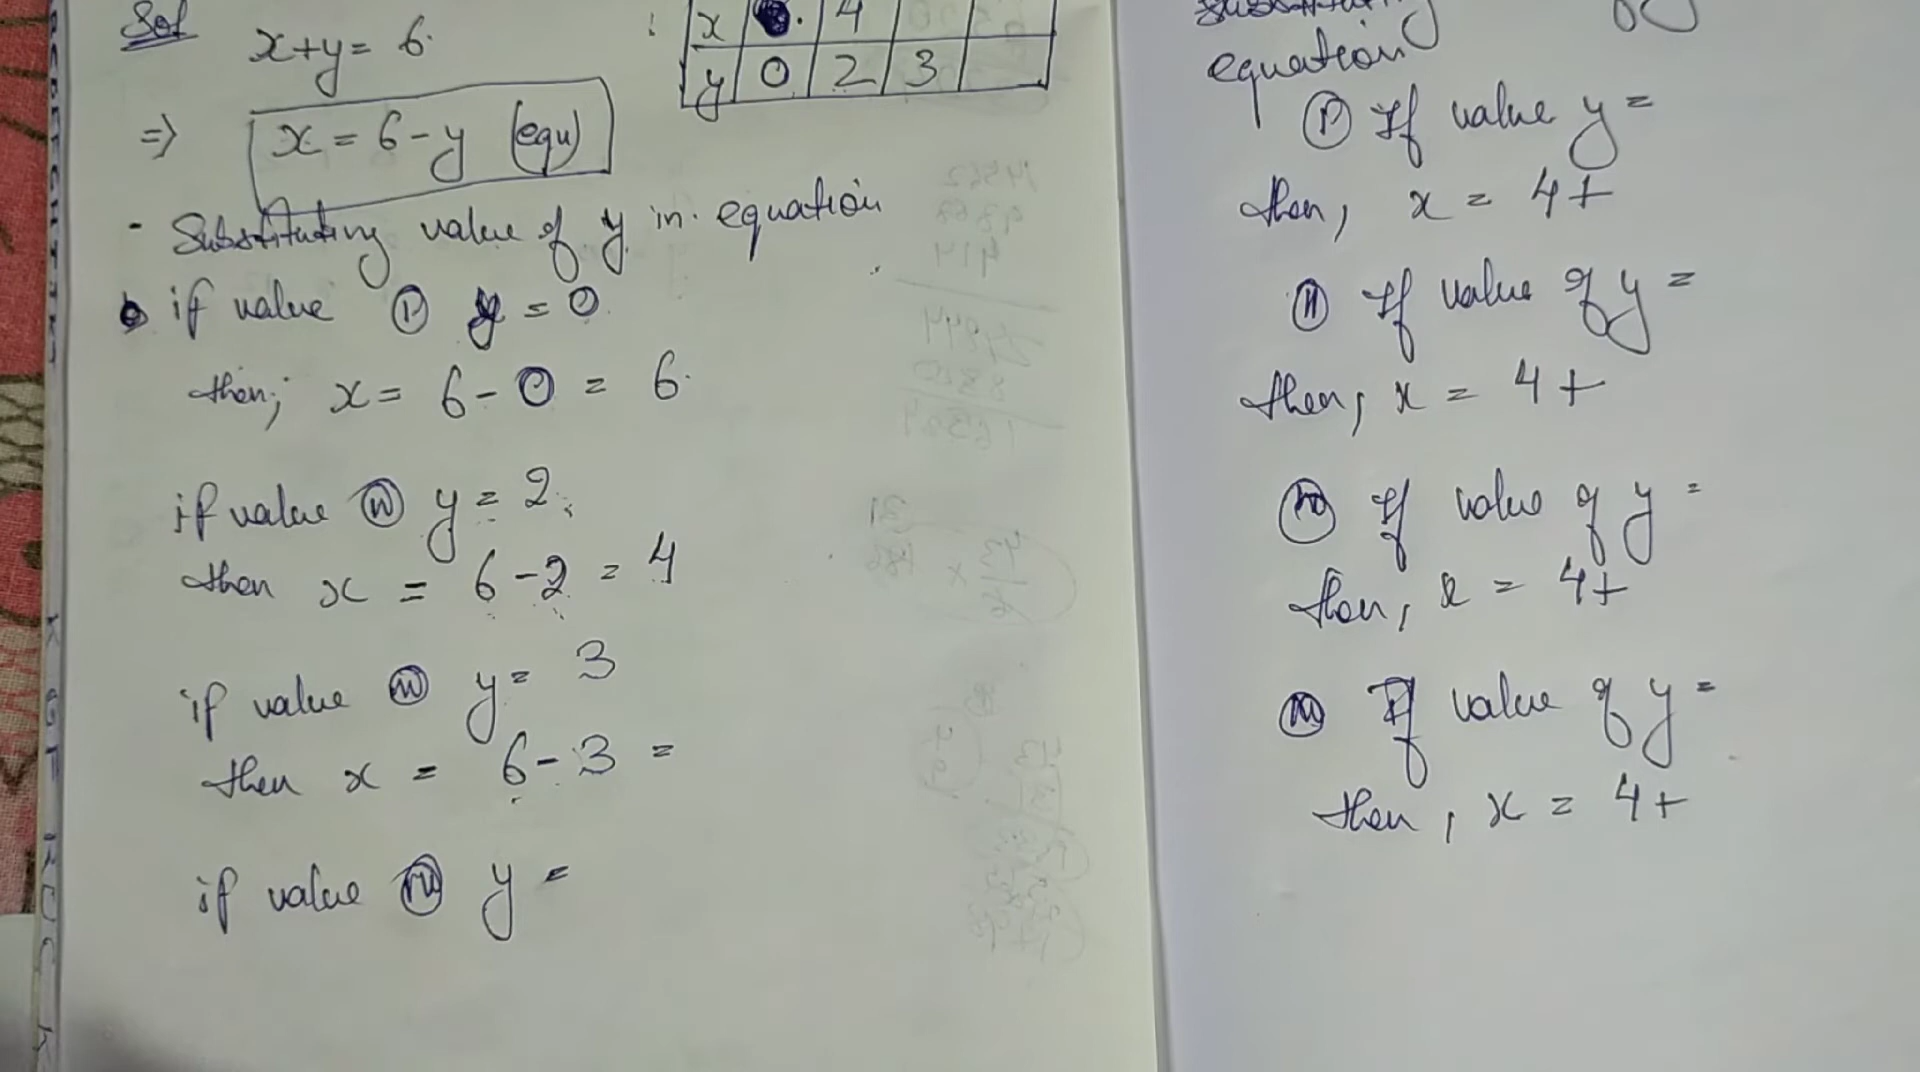 Sol
x+y= 6.
=> x = 6-y (equ)
x 4
y 0 2 3
- Substituting value of y in. equation
if value (i) y = 0
then; x = 6-0 = 6.
if value (ii) y = 2
then x = 6-2 = 4
if value (iii) y = 3
then x = 6-3 =
if value (iv) y =
equation
(i) If value y =
then, x = 4+
(ii) If value of y =
then, x = 4+
If value of y =
then, x = 4+
If value of y =
then, x = 4+